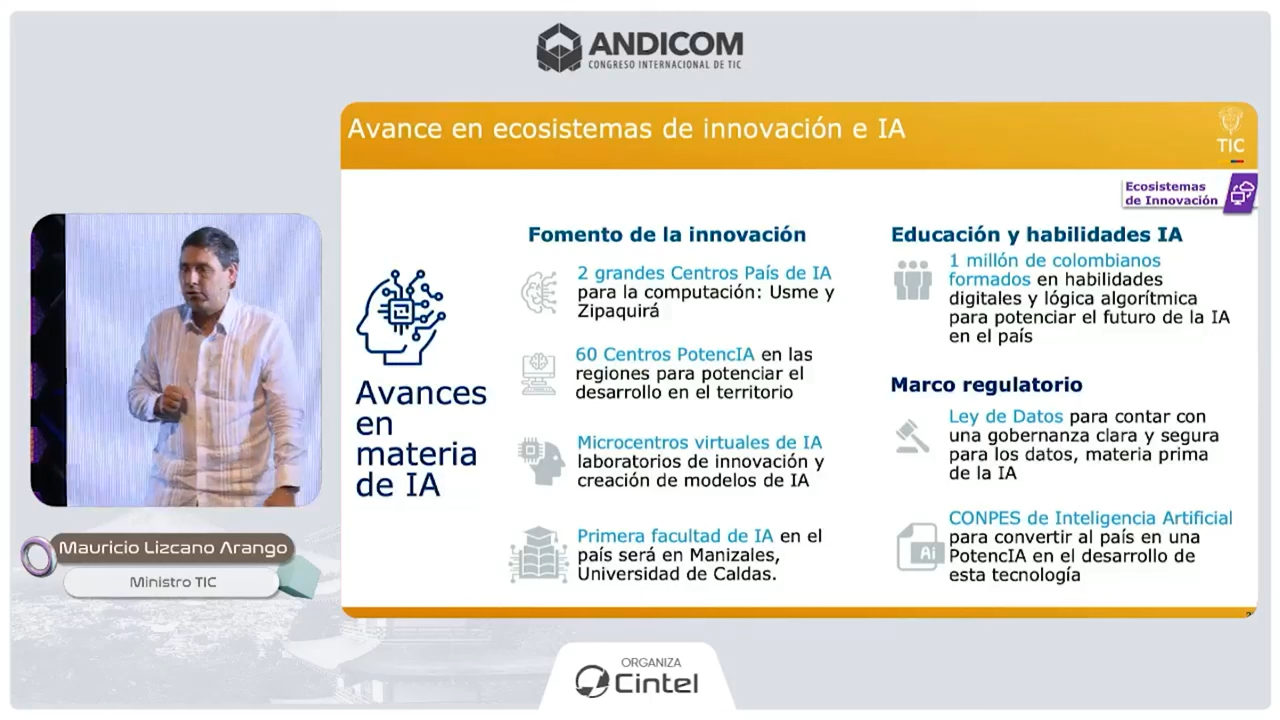 ANDICOM
CONGRESO INTERNACIONAL DE TIC
Avance en ecosistemas de innovación e IA
TIC
Ecosistemas
de Innovación
Avances
en
materia
de IA
Fomento de la innovación
2 grandes Centros País de IA
para la computación: Usme y
Zipaquirá
60 Centros PotencIA en las
regiones para potenciar el
desarrollo en el territorio
Microcentros virtuales de IA
laboratorios de innovación y
creación de modelos de IA
Primera facultad de IA en el
país será en Manizales,
Universidad de Caldas.
Educación y habilidades IA
1 millón de colombianos
formados en habilidades
digitales y lógica algorítmica
para potenciar el futuro de la IA
en el país
Marco regulatorio
Ley de Datos para contar con
una gobernanza clara y segura
para los datos, materia prima
de la IA
Ai
CONPES de Inteligencia Artificial
para convertir al país en una
PotencIA en el desarrollo de
esta tecnología
Mauricio Lizcano Arango
Ministro TIC
ORGANIZA
Cintel